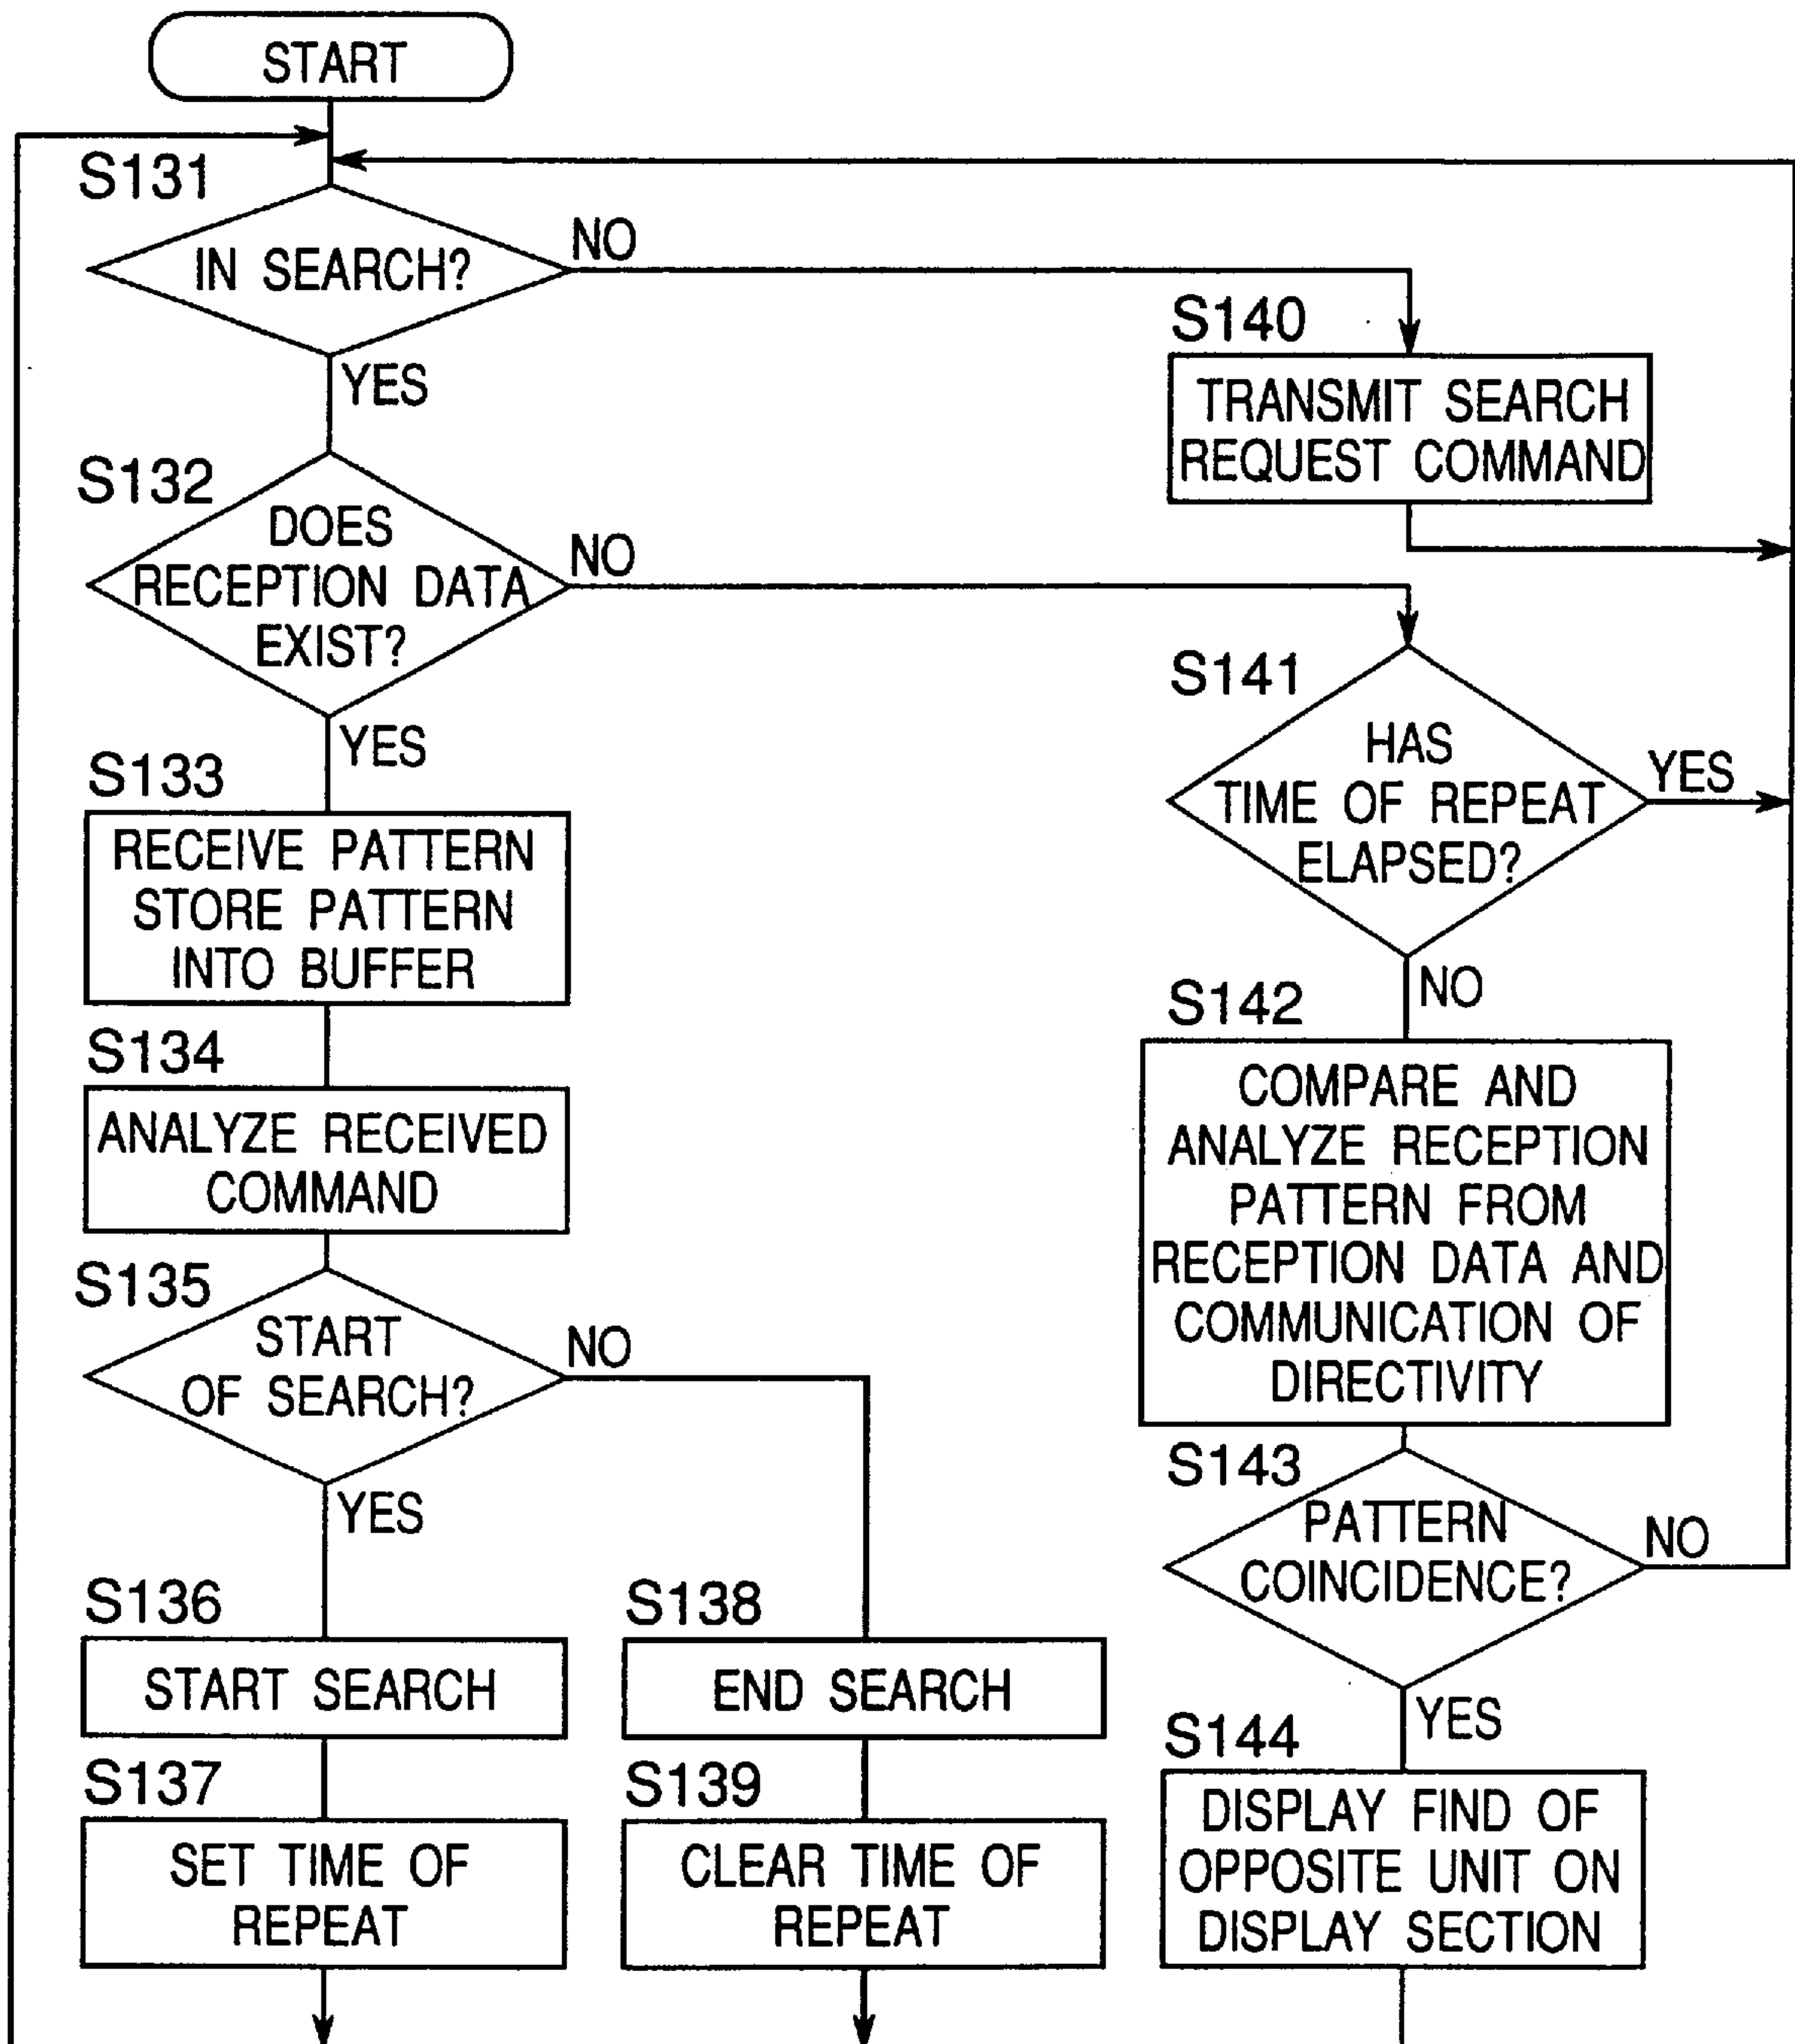 START
S131
IN SEARCH?
NO
YES
S140
TRANSMIT SEARCH
REQUEST COMMAND
S132
DOES
RECEPTION DATA
EXIST?
NO
YES
S141
HAS
TIME OF REPEAT
ELAPSED?
YES
NO
S133
RECEIVE PATTERN
STORE PATTERN
INTO BUFFER
S134
ANALYZE RECEIVED
COMMAND
S142
COMPARE AND
ANALYZE RECEPTION
PATTERN FROM
RECEPTION DATA AND
COMMUNICATION OF
DIRECTIVITY
S135
START
OF SEARCH?
NO
YES
S143
PATTERN
COINCIDENCE?
NO
YES
S136
START SEARCH
S138
END SEARCH
S137
SET TIME OF
REPEAT
S139
CLEAR TIME OF
REPEAT
S144
DISPLAY FIND OF
OPPOSITE UNIT ON
DISPLAY SECTION